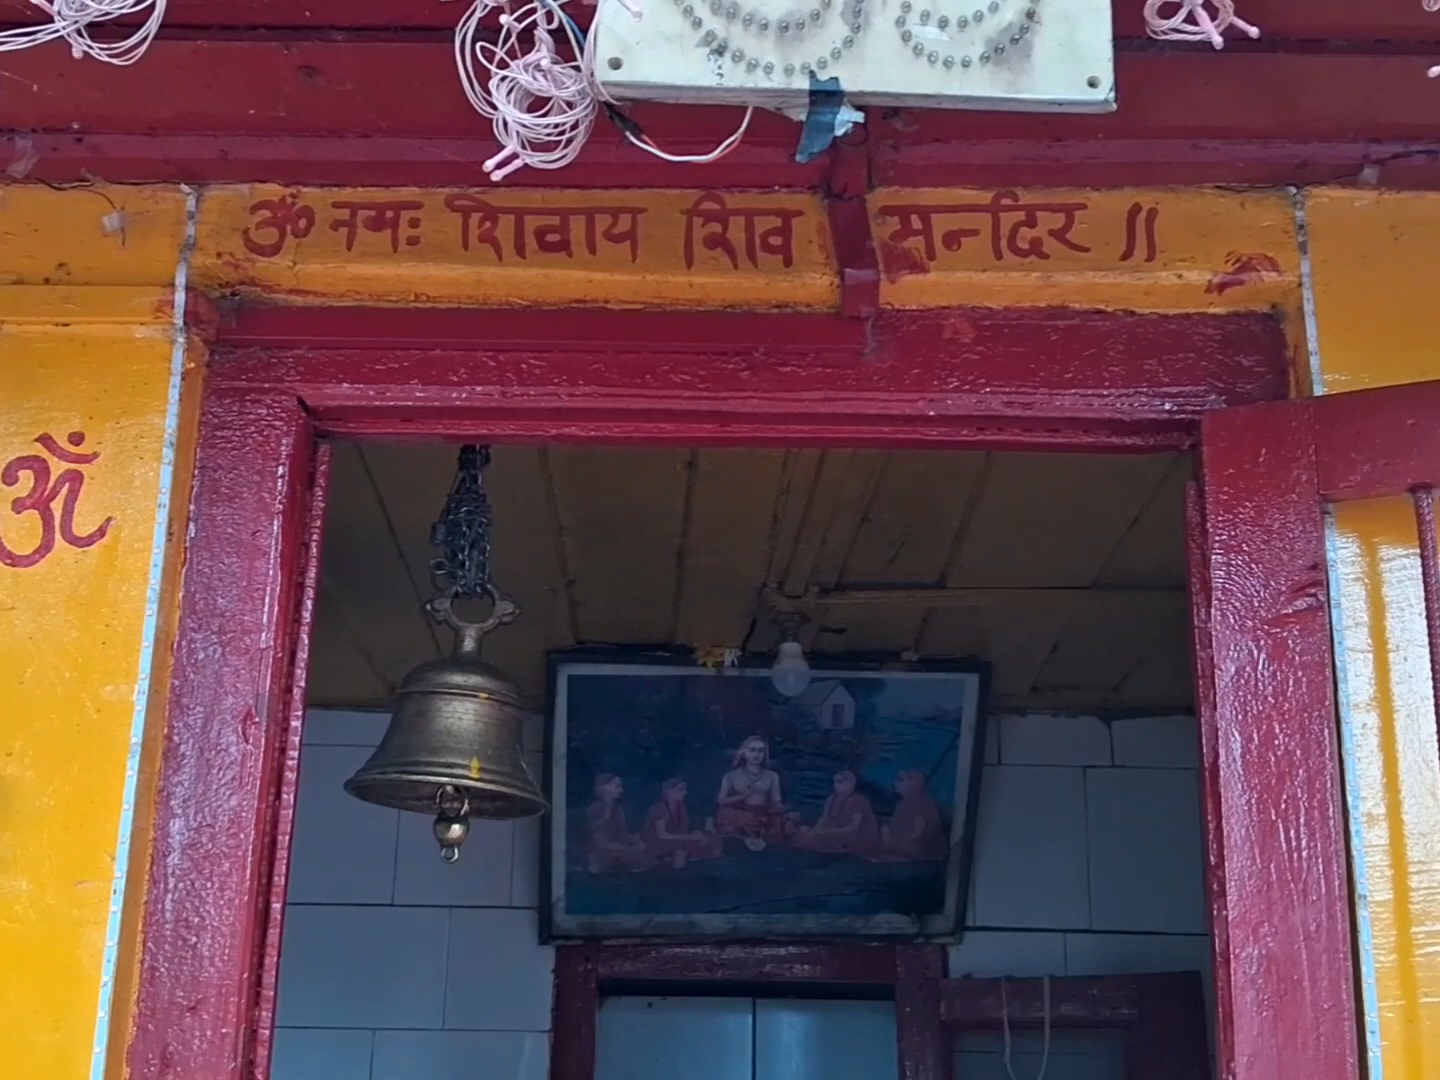 ॐ नमः शिवाय शिव मन्दिर ॥
ॐ